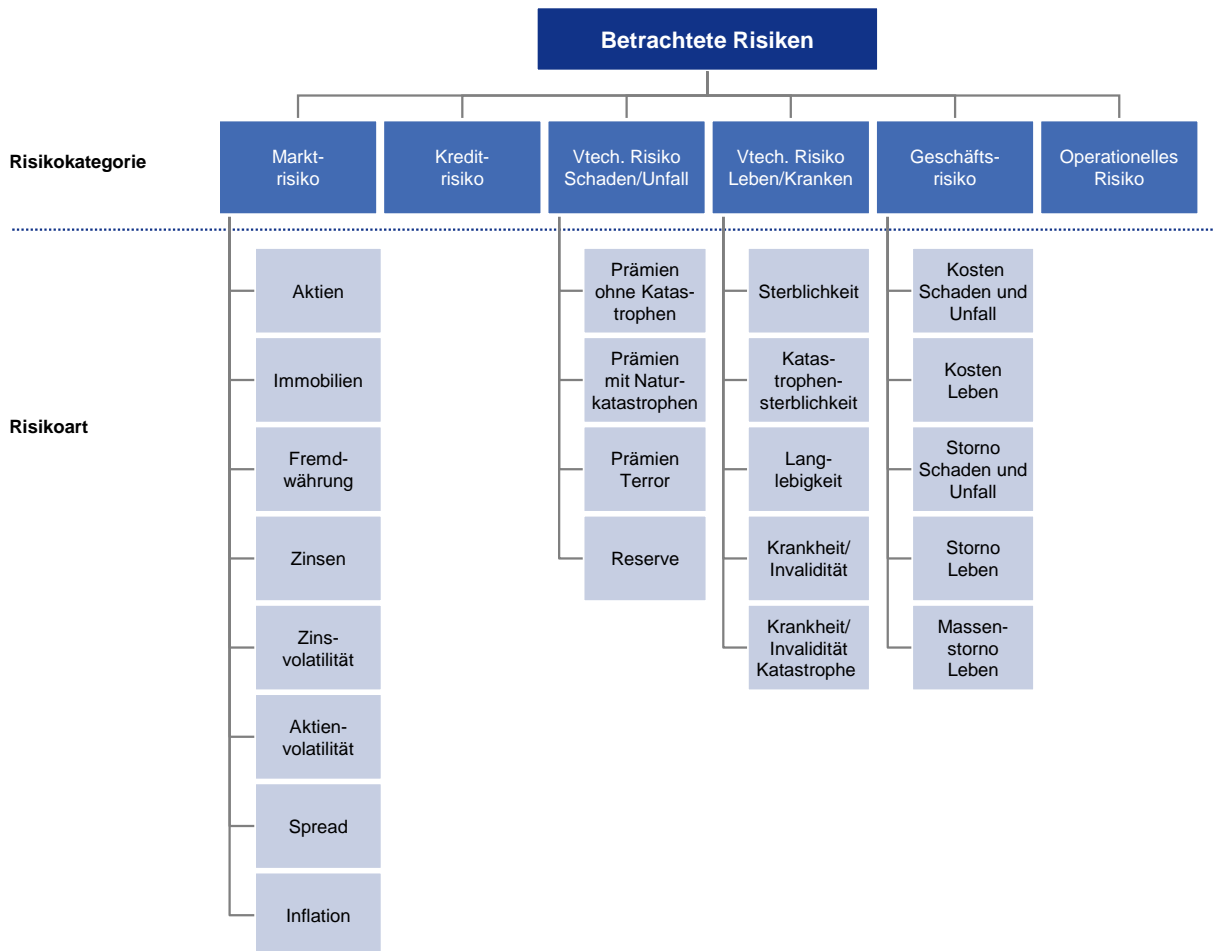 Betrachtete Risiken
Risikokategorie
Markt-
risiko
Kredit-
risiko
Vtech. Risiko
Schaden/Unfall
Vtech. Risiko
Leben/Kranken
Geschäfts-
risiko
Operationelles
Risiko
Risikoart
Aktien
Immobilien
Fremd-
währung
Zinsen
Zins-
volatilität
Aktien-
volatilität
Spread
Inflation
Prämien
ohne Katas-
trophen
Prämien
mit Natur-
katastrophen
Prämien
Terror
Reserve
Sterblichkeit
Katas-
trophen-
sterblichkeit
Lang-
lebigkeit
Krankheit/
Invalidität
Krankheit/
Invalidität
Katastrophe
Kosten
Schaden und
Unfall
Kosten
Leben
Storno
Schaden und
Unfall
Storno
Leben
Massen-
storno
Leben